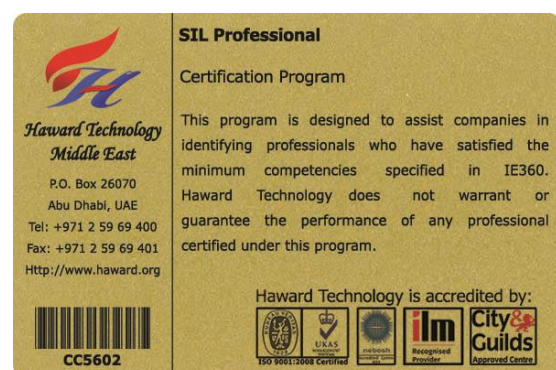 Haward Technology
Middle East
P.O. Box 26070
Abu Dhabi, UAE
Tel: +971 2 59 69 400
Fax: +971 2 59 69 401
Http://www.haward.org
CC5602
SIL Professional
Certification Program
This program is designed to assist companies in
identifying professionals who have satisfied the
minimum competencies specified in IE360.
Haward Technology does not warrant or
guarantee the performance of any professional
certified under this program.
Haward Technology is accredited by:
UKAS
MANAGEMENT
ISO 9001:2008 Certified
nebosh
ilm
Recognised
Provider
City&
Guilds
Approved Centre